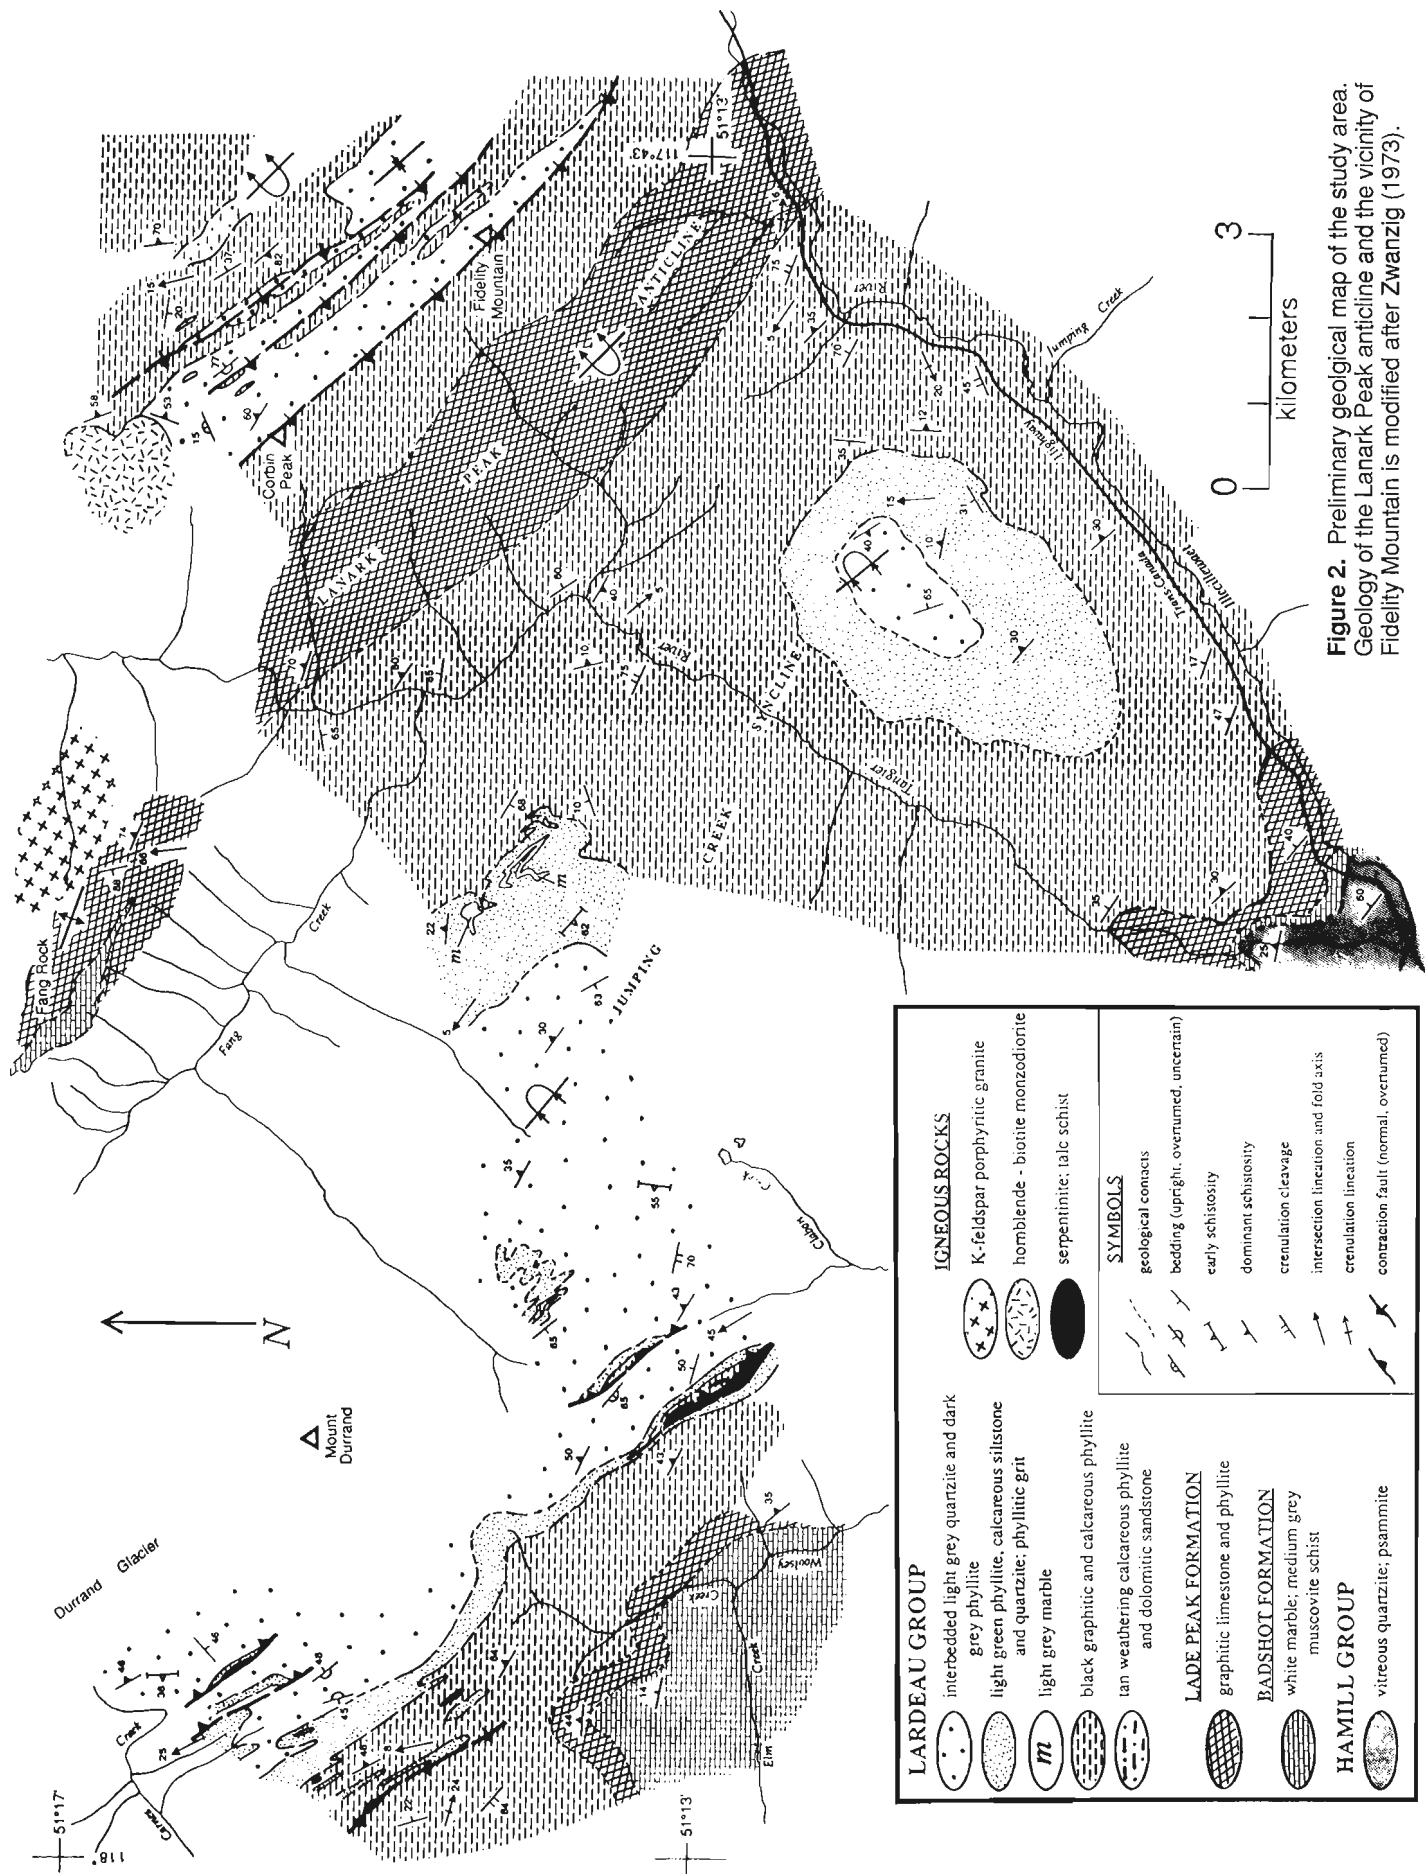 51°17'
118°
Carnes
Creek
Durrand Glacier
Mount
Durrand
N
Fang Rock
Fang
Creek
Corbin
Peak
Fidelity
Mountain
LANARK
PEAK
ANTICLINE
117°43'
51°13'
JUMPING
CREEK
SYNCLINE
Tangier
River
River
Jumping Creek
Highway
Trans-Canada
Illecillewaet
Clabon
Creek
Woolsey
Creek
Elm
Creek
51°13'
m
m
0
3
kilometers
LARDEAU GROUP
interbedded light grey quartzite and dark
grey phyllite
light green phyllite, calcareous siltstone
and quartzite; phyllitic grit
m
light grey marble
black graphitic and calcareous phyllite
tan weathering calcareous phyllite
and dolomitic sandstone
LADE PEAK FORMATION
graphitic limestone and phyllite
BADSHOT FORMATION
white marble; medium grey
muscovite schist
HAMILL GROUP
vitreous quartzite; psammite
IGNEOUS ROCKS
K-feldspar porphyritic granite
hornblende - biotite monzodiorite
serpentinite; talc schist
SYMBOLS
geological contacts
bedding (upright, overturned, uncertain)
early schistosity
dominant schistosity
crenulation cleavage
intersection lineation and fold axis
crenulation lineation
contraction fault (normal, overturned)
Figure 2. Preliminary geolgical map of the study area.
Geology of the Lanark Peak anticline and the vicinity of
Fidelity Mountain is modified after Zwanzig (1973).